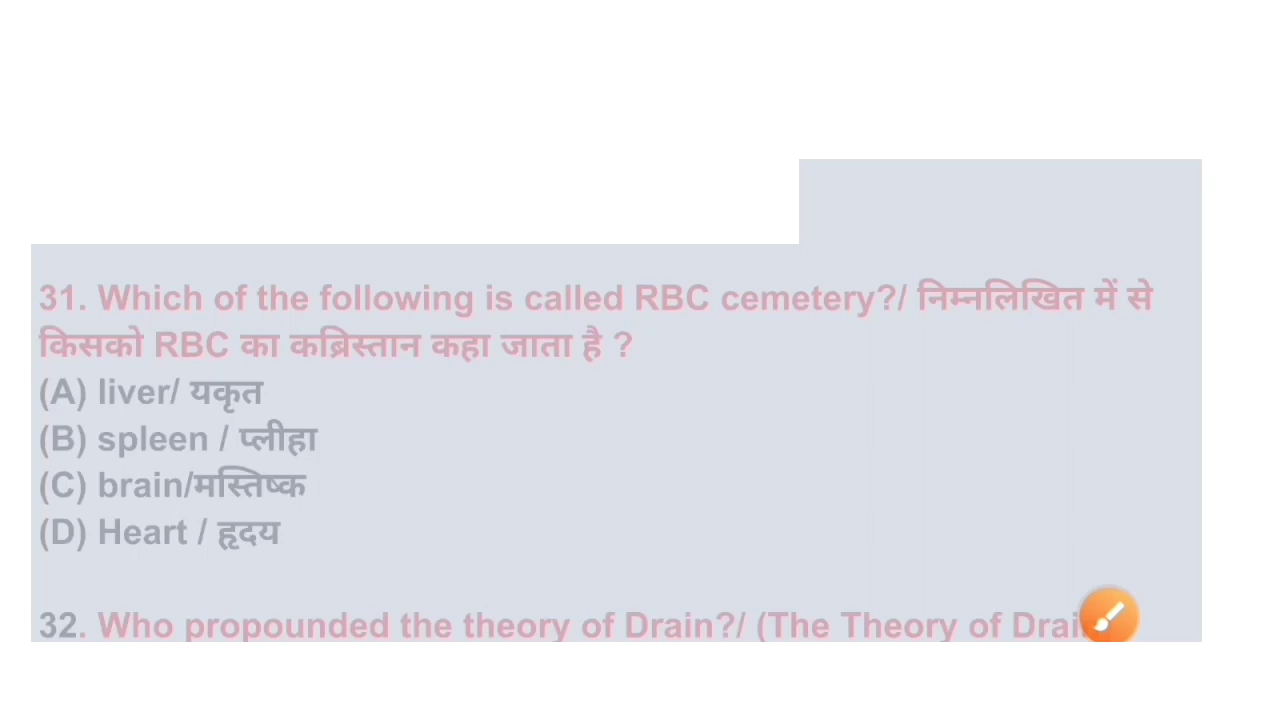 31. Which of the following is called RBC cemetery?/ निम्नलिखित में से
किसको RBC का कब्रिस्तान कहा जाता है ?
(A) liver/ यकृत
(B) spleen / प्लीहा
(C) brain/मस्तिष्क
(D) Heart / हृदय
32. Who propounded the theory of Drain?/ (The Theory of